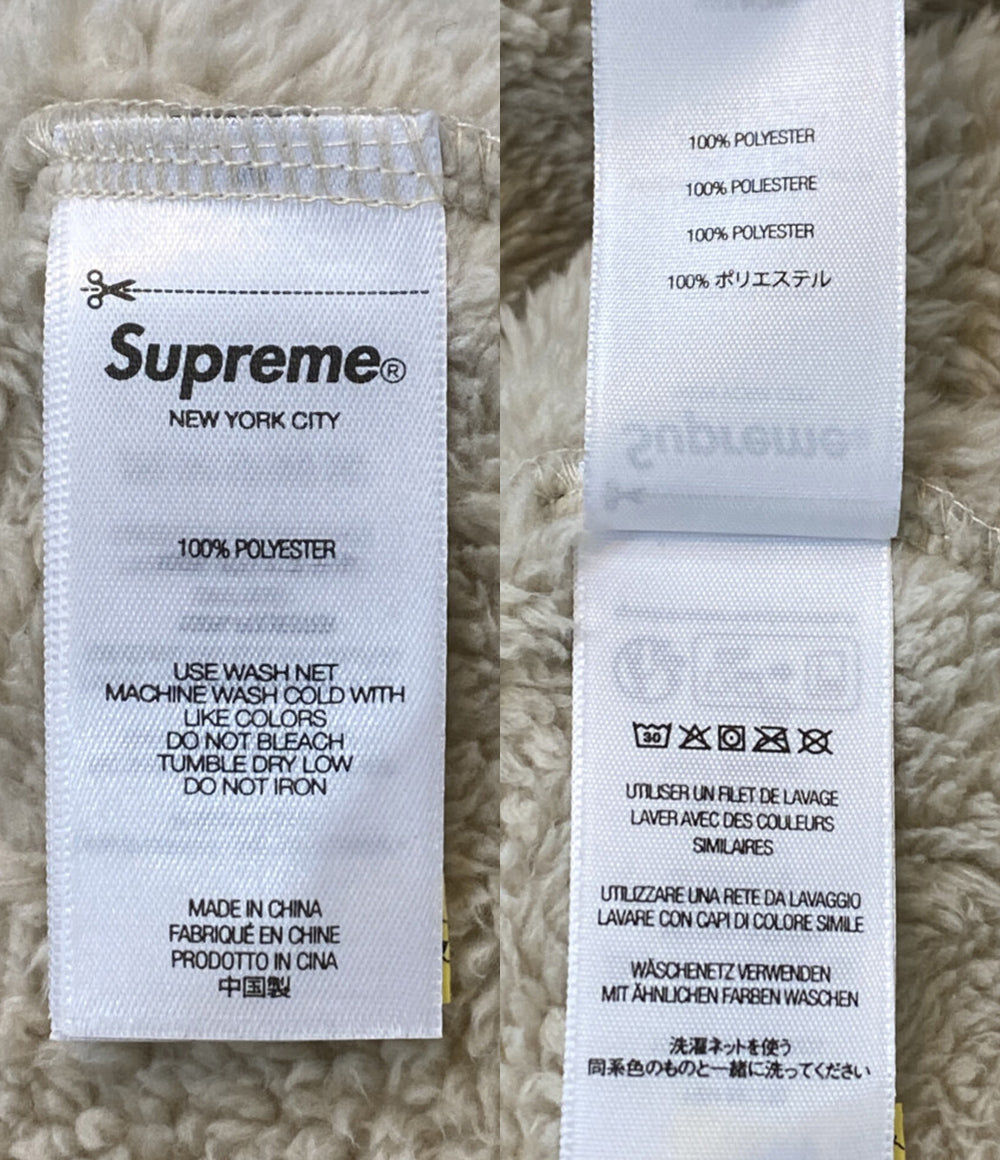 Supreme®
NEW YORK CITY
100% POLYESTER
USE WASH NET
MACHINE WASH COLD WITH
LIKE COLORS
DO NOT BLEACH
TUMBLE DRY LOW
DO NOT IRON
MADE IN CHINA
FABRIQUÉ EN CHINE
PRODOTTO IN CINA
中国製
100% POLYESTER
100% POLIESTERE
100% POLYESTER
100% ポリエステル
Supreme
30
UTILISER UN FILET DE LAVAGE
LAVER AVEC DES COULEURS
SIMILAIRES
UTILIZZARE UNA RETE DA LAVAGGIO
LAVARE CON CAPI DI COLORE SIMILE
WÄSCHENETZ VERWENDEN
MIT ÄHNLICHEN FARBEN WASCHEN
洗濯ネットを使う
同系色のものと一緒に洗ってください